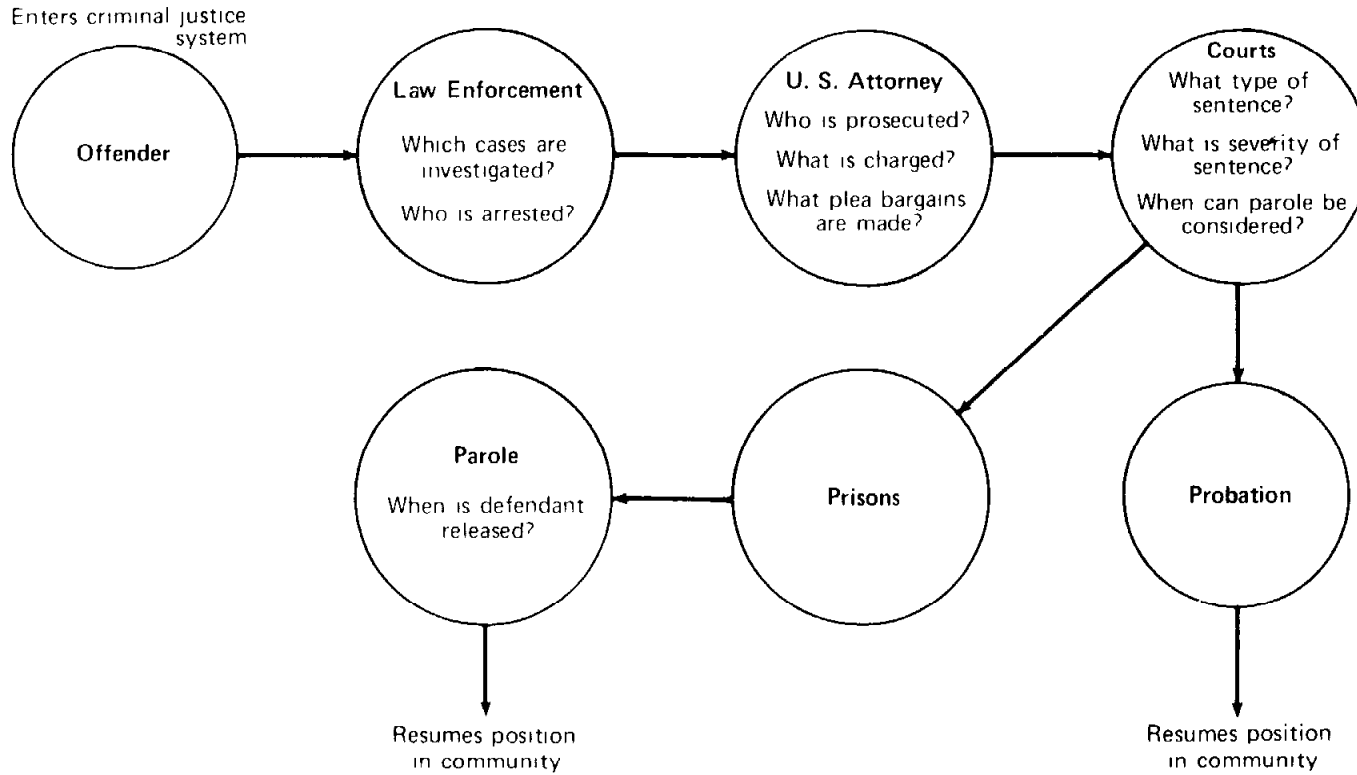 Enters criminal justice
system
Offender
Law Enforcement
Which cases are
investigated?
Who is arrested?
U. S. Attorney
Who is prosecuted?
What is charged?
What plea bargains
are made?
Courts
What type of
sentence?
What is severity of
sentence?
When can parole be
considered?
Parole
When is defendant
released?
Prisons
Probation
Resumes position
in community
Resumes position
in community